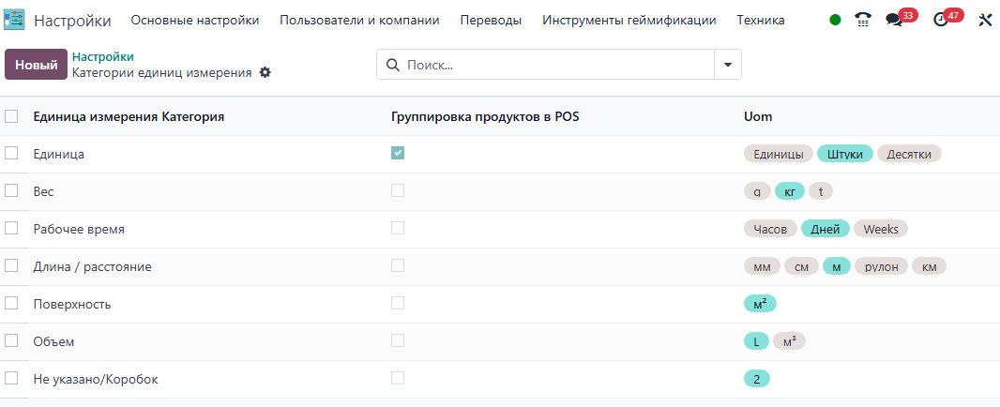 Настройки Основные настройки Пользователи и компании Переводы Инструменты геймификации Техника 33 47
Новый Настройки
Категории единиц измерения Поиск...
Единица измерения Категория Группировка продуктов в POS Uom
Единица Единицы Штуки Десятки
Вес g кг t
Рабочее время Часов Дней Weeks
Длина / расстояние мм см м рулон км
Поверхность м²
Объем L м³
Не указано/Коробок 2